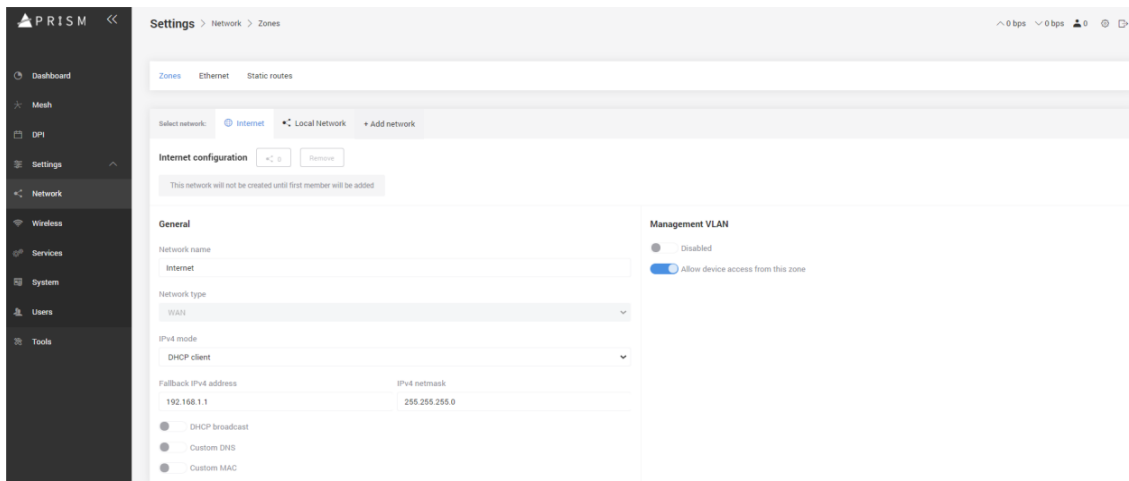 PRISM
Settings > Network > Zones
0 bps 0 bps 0
Dashboard
Mesh
DPI
Settings
Network
Wireless
Services
System
Users
Tools
Zones Ethernet Static routes
Select network: Internet Local Network + Add network
Internet configuration 0 Remove
This network will not be created until first member will be added
General
Network name
Internet
Network type
WAN
IPv4 mode
DHCP client
Fallback IPv4 address IPv4 netmask
192.168.1.1 255.255.255.0
DHCP broadcast
Custom DNS
Custom MAC
Management VLAN
Disabled
Allow device access from this zone